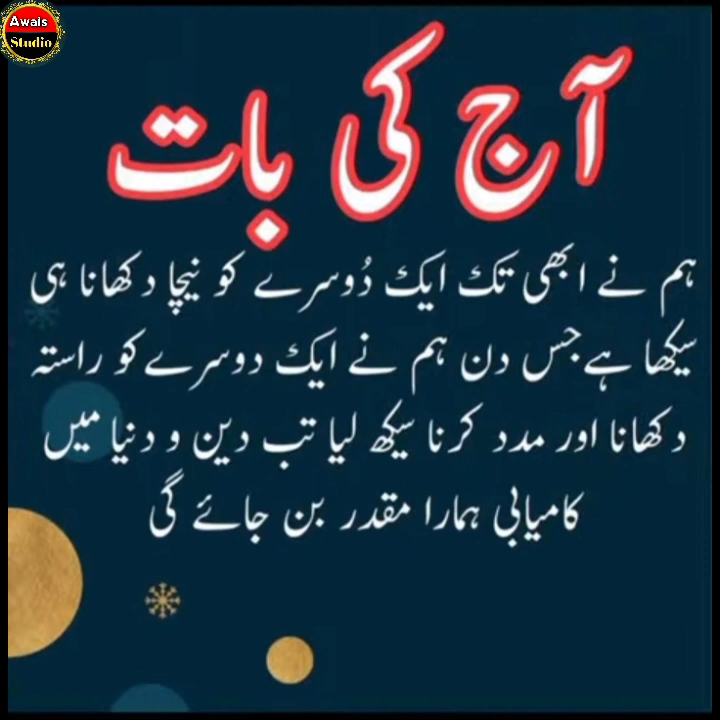 Awais
Studio
آج کی بات
ہم نے ابھی تک ایک دُوسرے کو نیچا دکھانا ہی
سیکھا ہے جس دن ہم نے ایک دوسرے کو راستہ
دکھانا اور مدد کرنا سیکھ لیا تب دین و دنیا میں
کامیابی ہمارا مقدر بن جائے گی